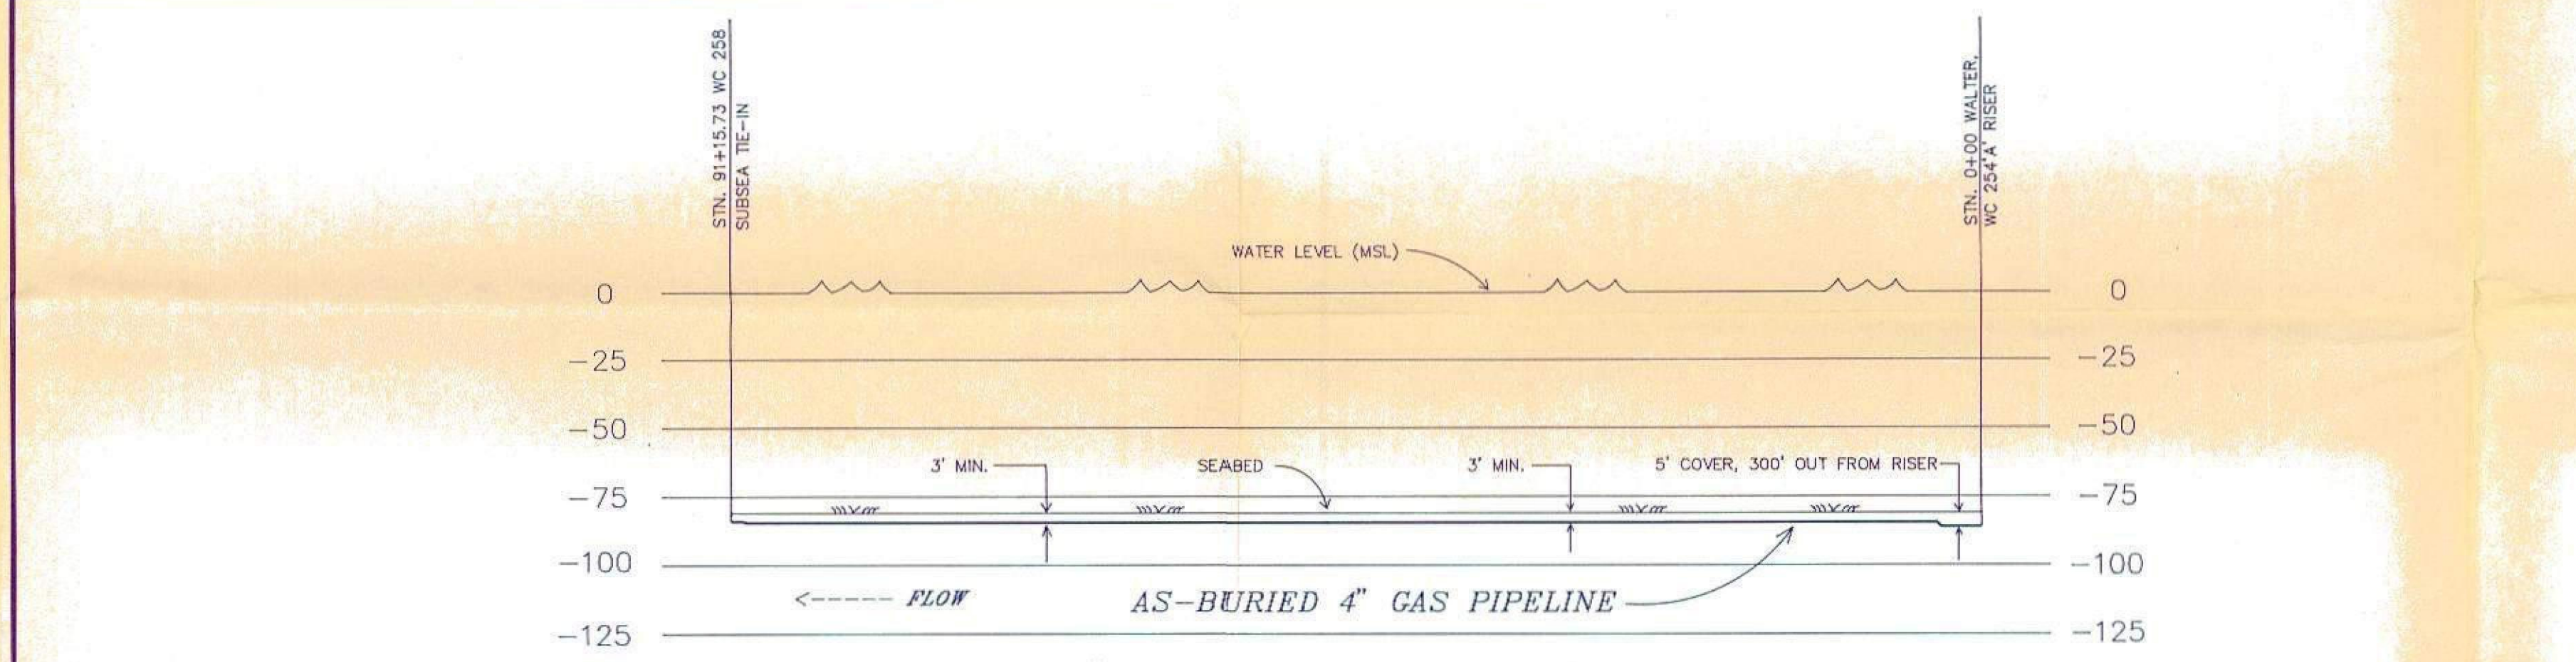 STN. 91+15.73 WC 258
SUBSEA TIE-IN
STN. 0+00 WALTER,
WC 254'A' RISER
WATER LEVEL (MSL)
0
0
-25
-25
-50
-50
3' MIN.
SEABED
3' MIN.
5' COVER, 300' OUT FROM RISER
-75
-75
-100
-100
<----- FLOW
AS-BURIED 4" GAS PIPELINE
-125
-125